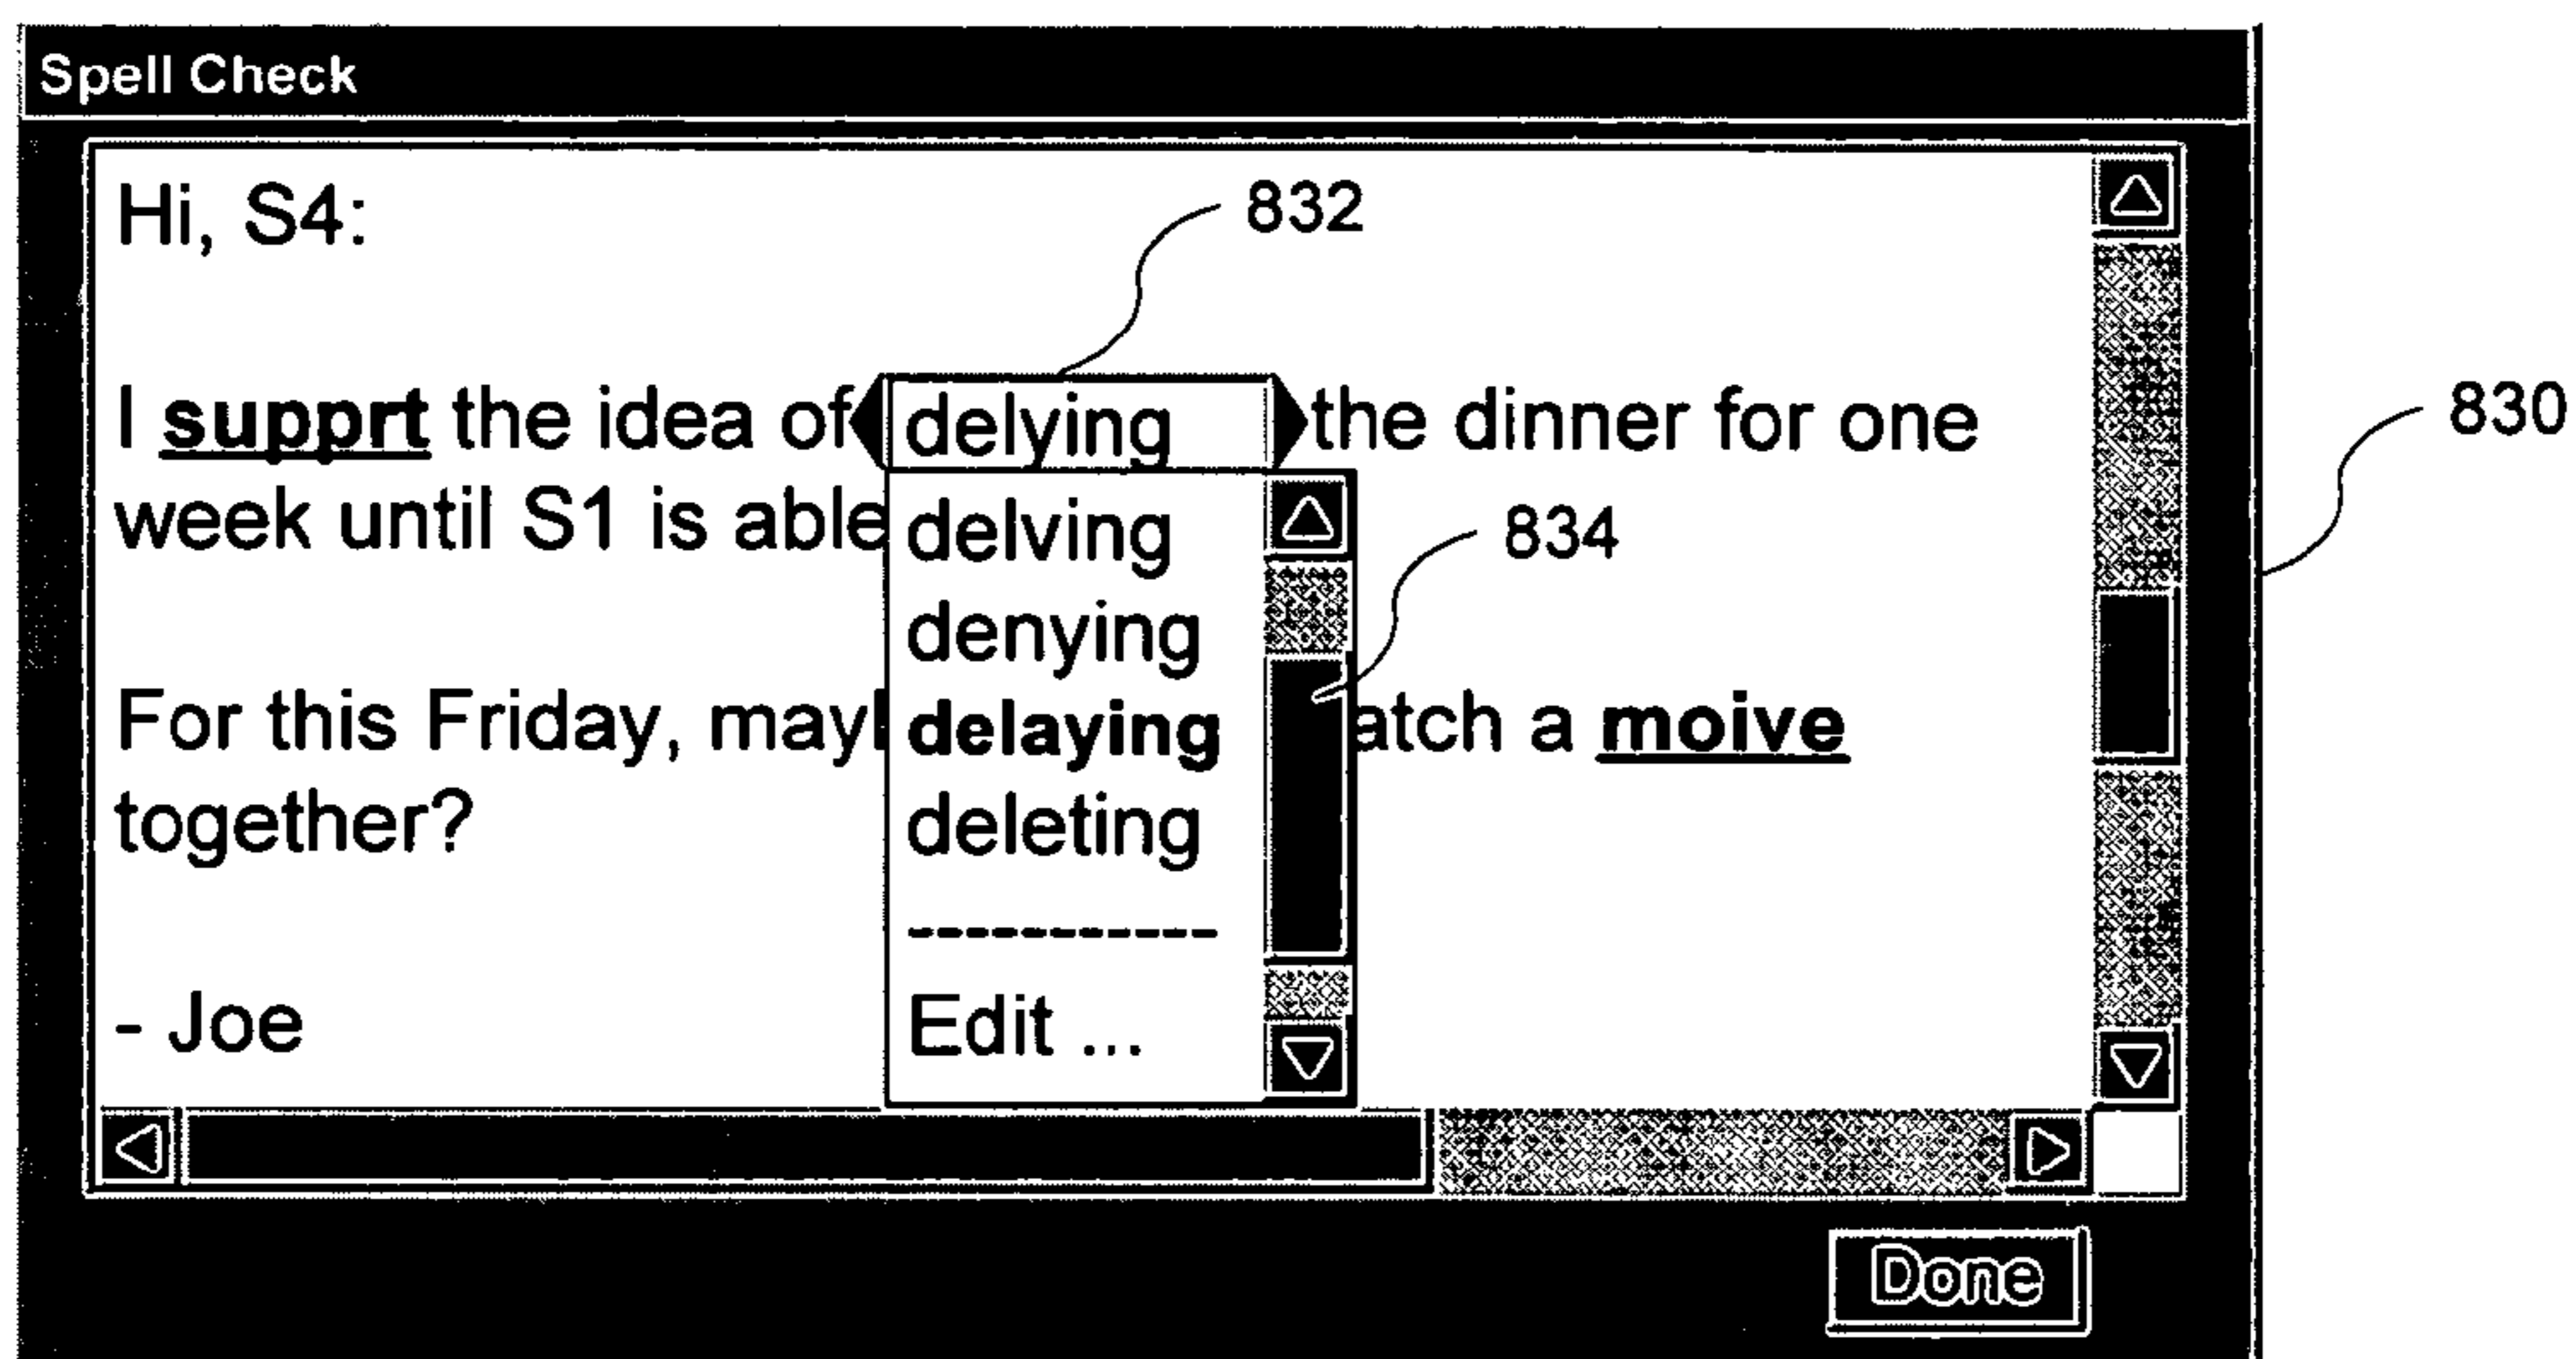 Spell Check
Hi, S4:
832
I supprt the idea of delying the dinner for one
830
week until S1 is able
delving
834
denying
For this Friday, mayb
delaying
atch a moive
together?
deleting
-----------
- Joe
Edit ...
Done